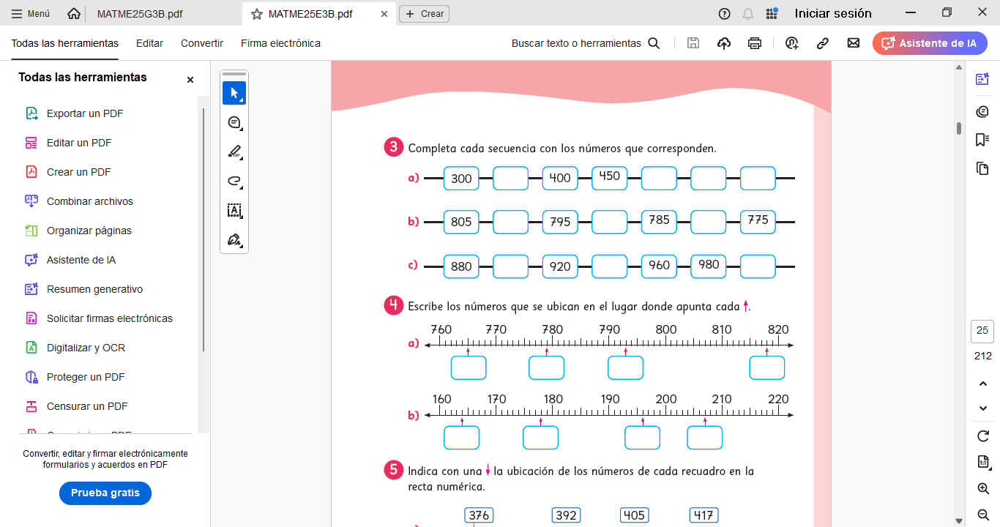 Menú
MATME25G3B.pdf
MATME25E3B.pdf
Crear
Iniciar sesión
Todas las herramientas
Editar
Convertir
Firma electrónica
Buscar texto o herramientas
Asistente de IA
Todas las herramientas
Exportar un PDF
Editar un PDF
Crear un PDF
Combinar archivos
Organizar páginas
Asistente de IA
Resumen generativo
Solicitar firmas electrónicas
Digitalizar y OCR
Proteger un PDF
Censurar un PDF
Convertir, editar y firmar electrónicamente
formularios y acuerdos en PDF
Prueba gratis
3 Completa cada secuencia con los números que corresponden.
a) 300 400 450
b) 805 795 785 775
c) 880 920 960 980
4 Escribe los números que se ubican en el lugar donde apunta cada .
760 770 780 790 800 810 820
a)
160 170 180 190 200 210 220
b)
5 Indica con una la ubicación de los números de cada recuadro en la
recta numérica.
376 392 405 417
25
212